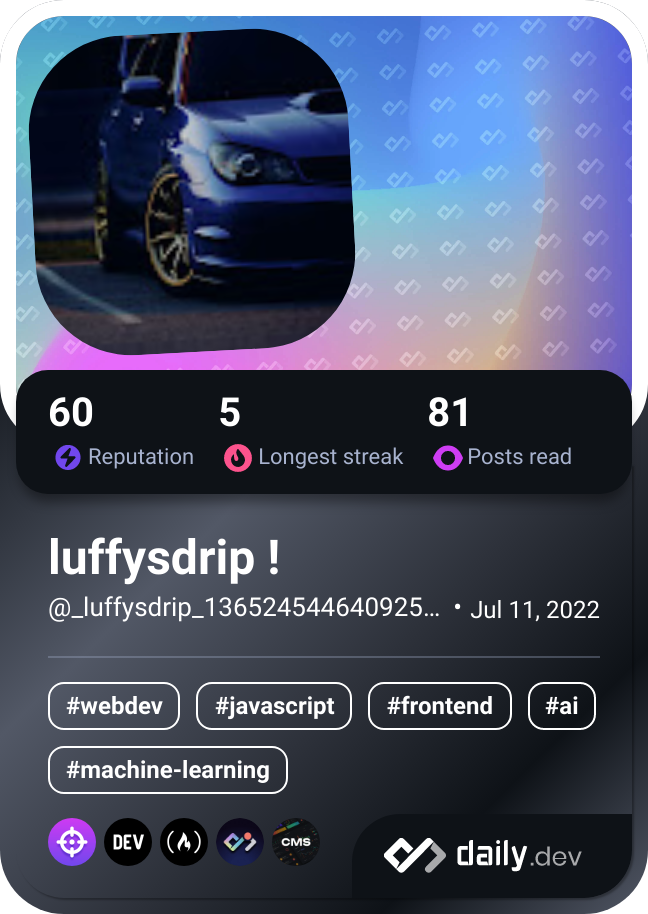 60 5 81
Reputation Longest streak Posts read
luffysdrip !
@_luffysdrip_136524544640925… • Jul 11, 2022
#webdev #javascript #frontend #ai
#machine-learning
DEV CMS daily.dev